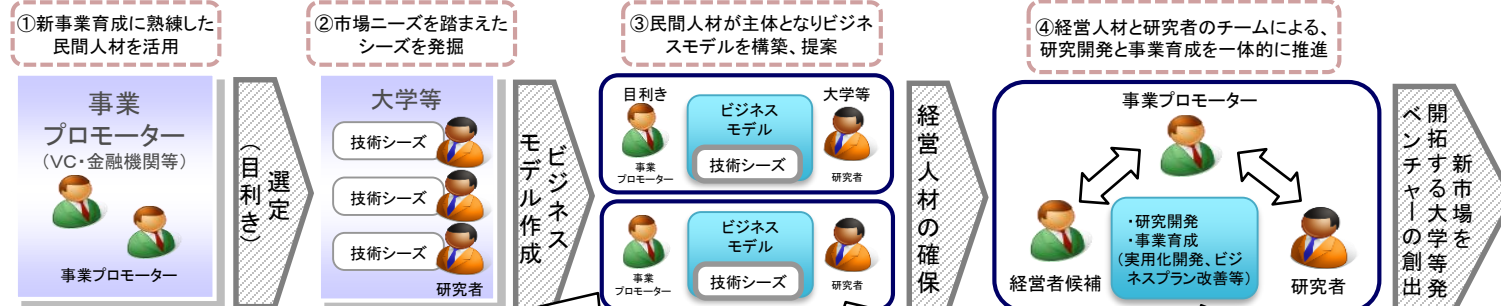 ①新事業育成に熟練した
民間人材を活用
事業
プロモーター
(VC・金融機関等)
事業プロモーター
選定
(目利き)
②市場ニーズを踏まえた
シーズを発掘
大学等
技術シーズ
技術シーズ
技術シーズ
研究者
ビジネス
モデル作成
③民間人材が主体となりビジネ
スモデルを構築、提案
目利き
大学等
ビジネス
モデル
技術シーズ
事業
プロモーター
研究者
ビジネス
モデル
技術シーズ
事業
プロモーター
研究者
経営人材の確保
④経営人材と研究者のチームによる、
研究開発と事業育成を一体的に推進
事業プロモーター
・研究開発
・事業育成
(実用化開発、ビジ
ネスプラン改善等)
経営者候補
研究者
新市場を
開拓する大学等発
ベンチャーの創出